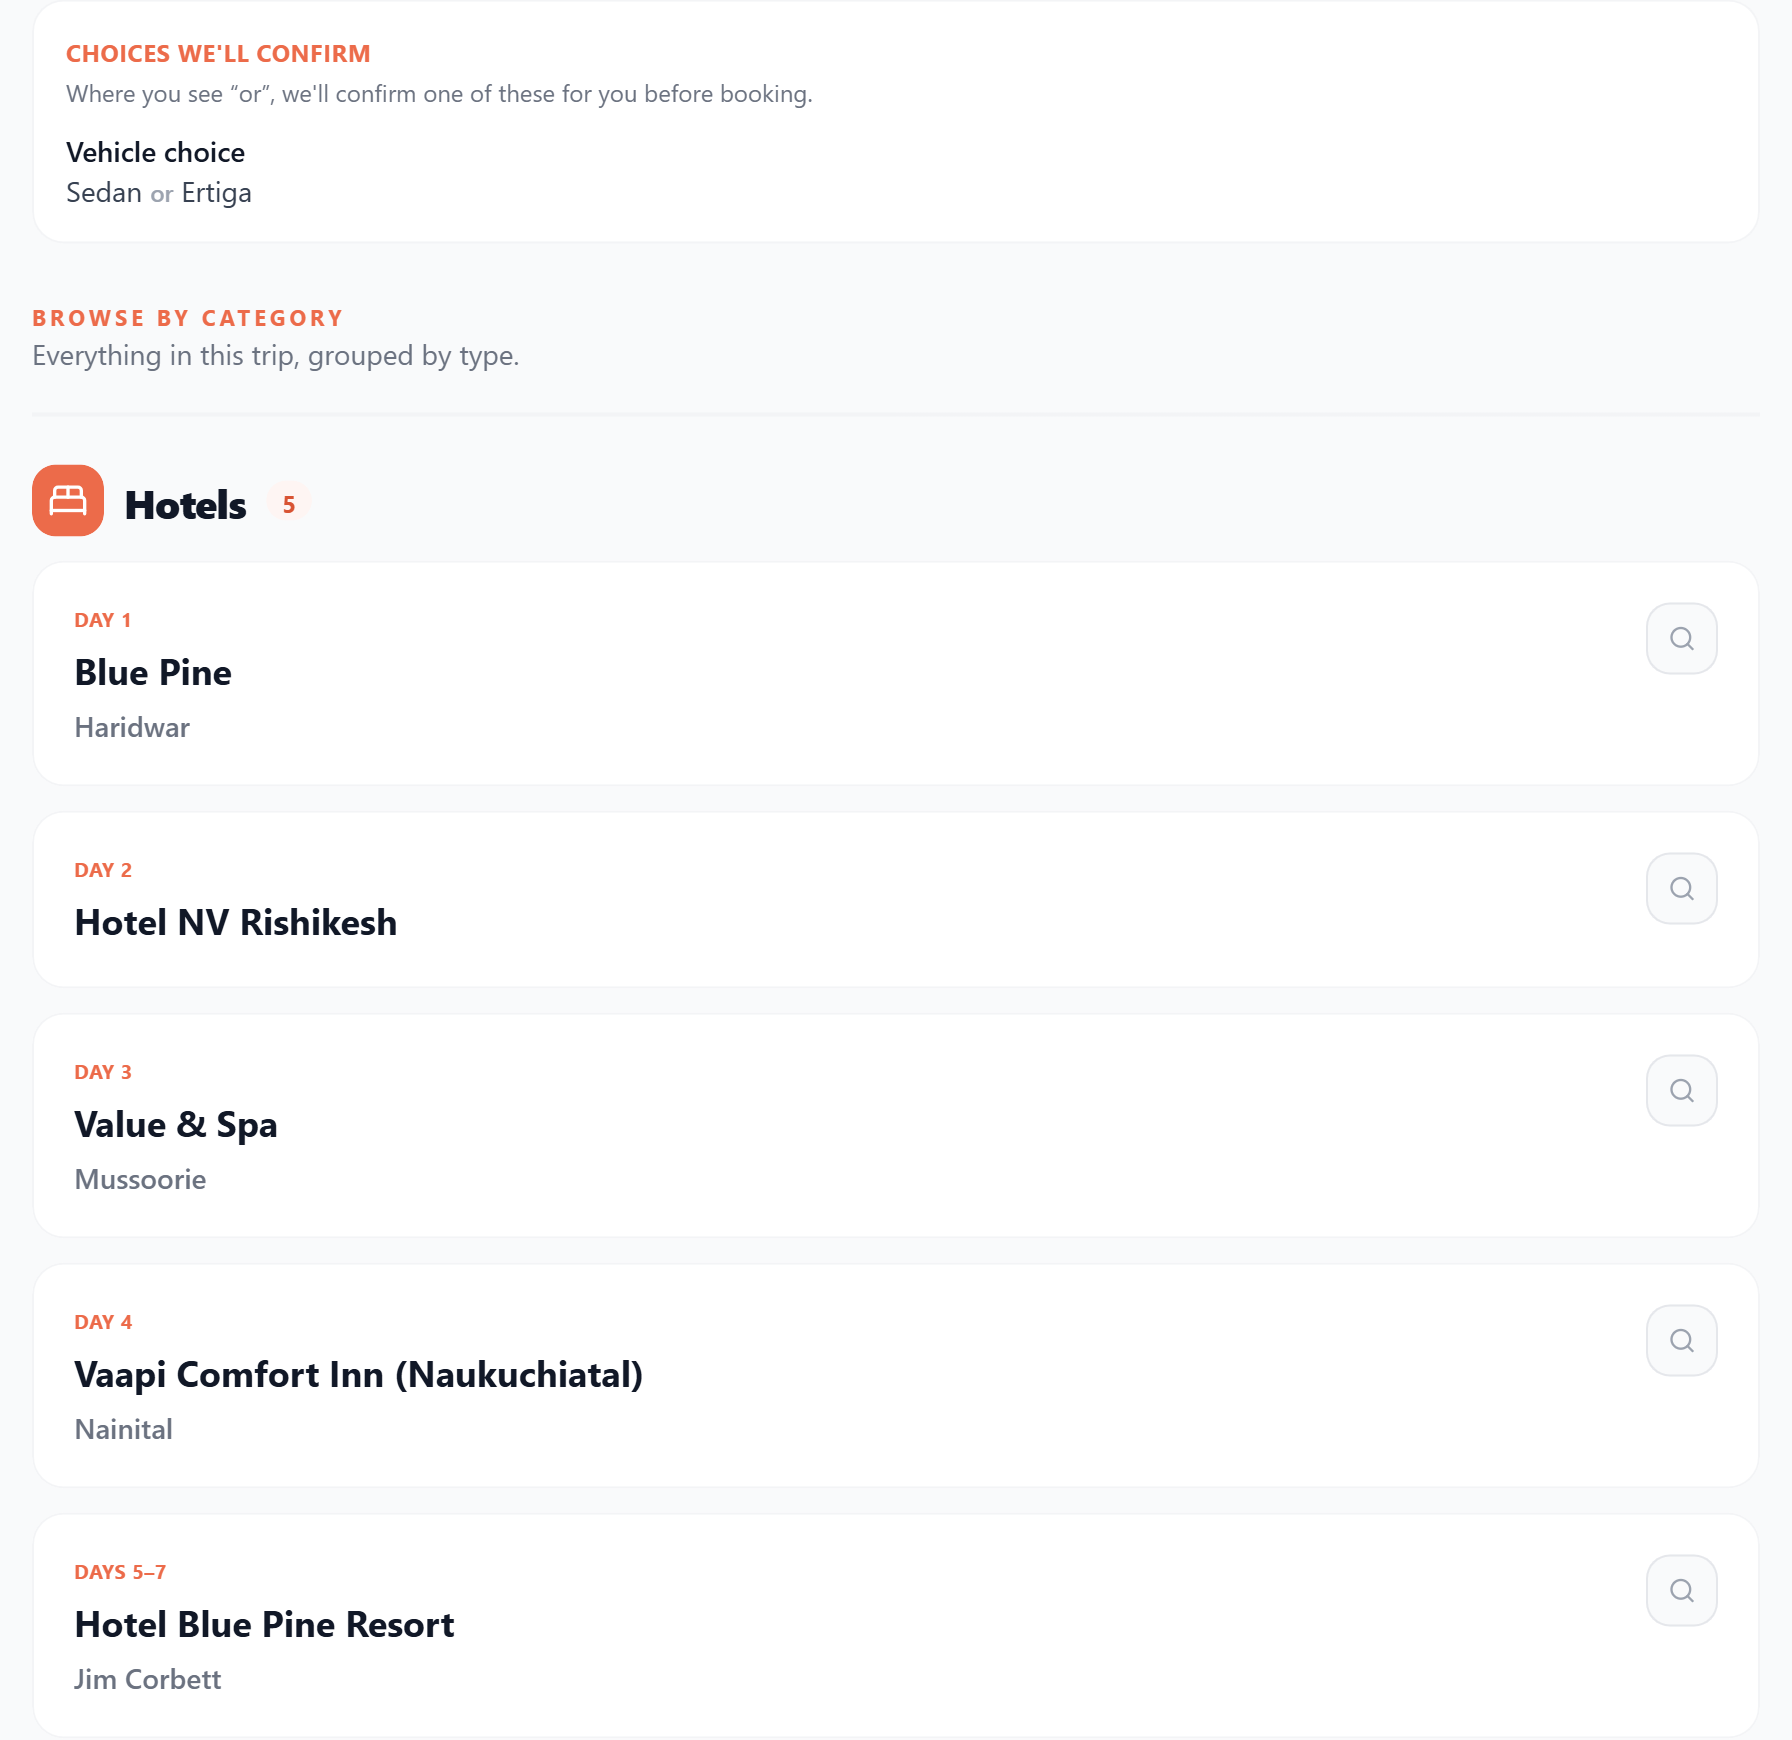 CHOICES WE'LL CONFIRM
Where you see “or”, we'll confirm one of these for you before booking.
Vehicle choice
Sedan or Ertiga
BROWSE BY CATEGORY
Everything in this trip, grouped by type.
Hotels 5
DAY 1
Blue Pine
Haridwar
DAY 2
Hotel NV Rishikesh
DAY 3
Value & Spa
Mussoorie
DAY 4
Vaapi Comfort Inn (Naukuchiatal)
Nainital
DAYS 5–7
Hotel Blue Pine Resort
Jim Corbett